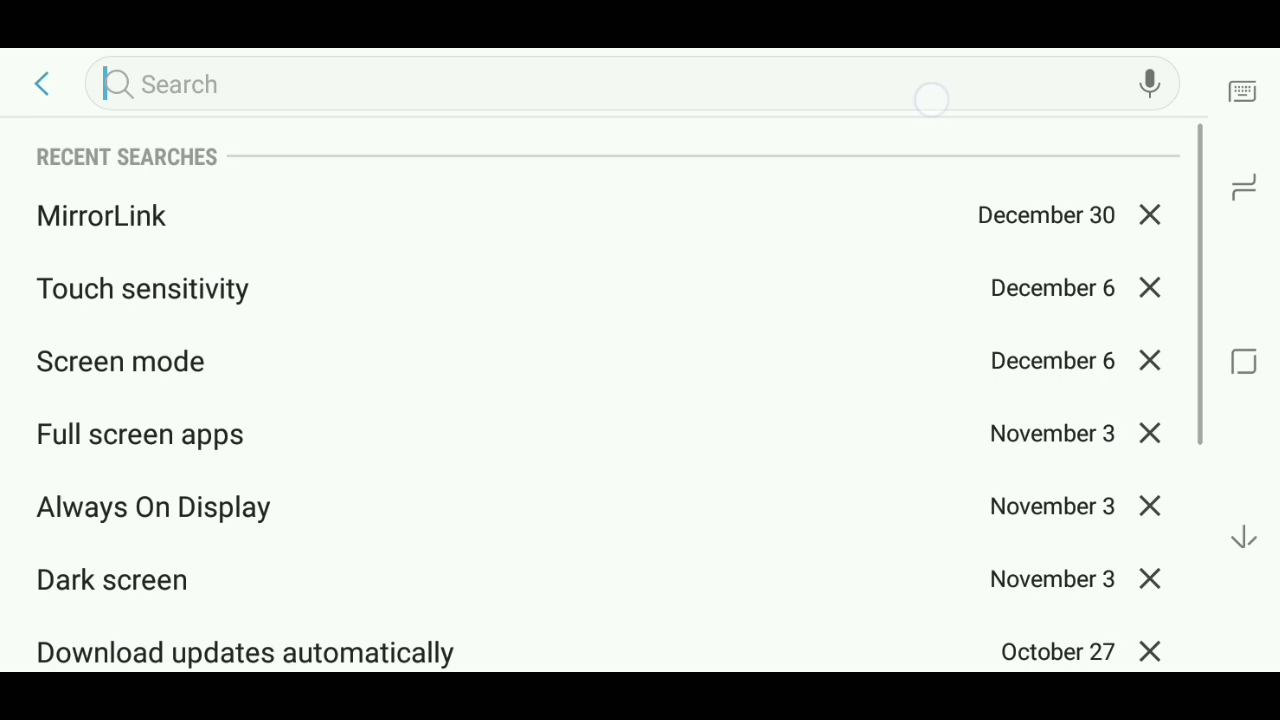 Search
RECENT SEARCHES
MirrorLink December 30
Touch sensitivity December 6
Screen mode December 6
Full screen apps November 3
Always On Display November 3
Dark screen November 3
Download updates automatically October 27